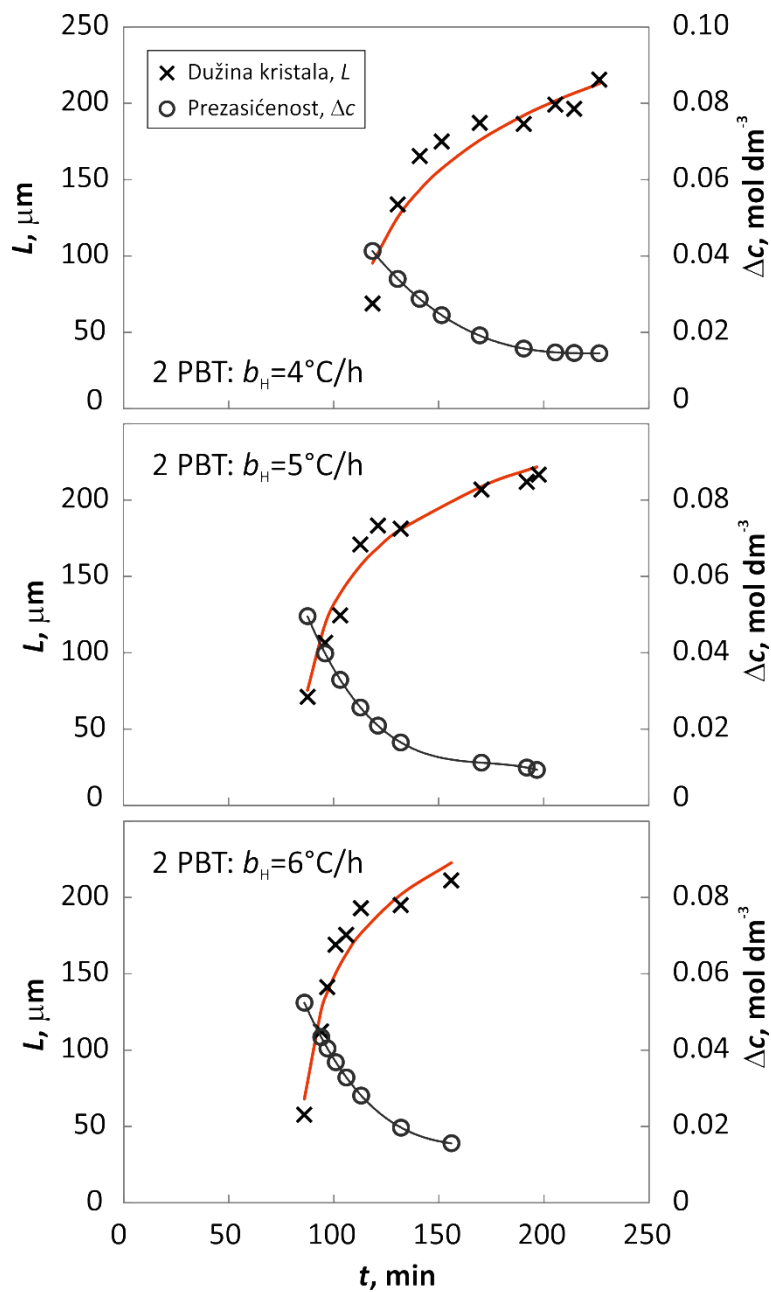 250
200
150
100
50
0
L, μm
0.10
0.08
0.06
0.04
0.02
0
Δc, mol dm⁻³
Dužina kristala, L
Prezasićenost, Δc
2 PBT: b_H=4°C/h
200
150
100
50
0
L, μm
0.08
0.06
0.04
0.02
0
Δc, mol dm⁻³
2 PBT: b_H=5°C/h
200
150
100
50
0
L, μm
0.08
0.06
0.04
0.02
0
Δc, mol dm⁻³
2 PBT: b_H=6°C/h
0 50 100 150 200 250
t, min